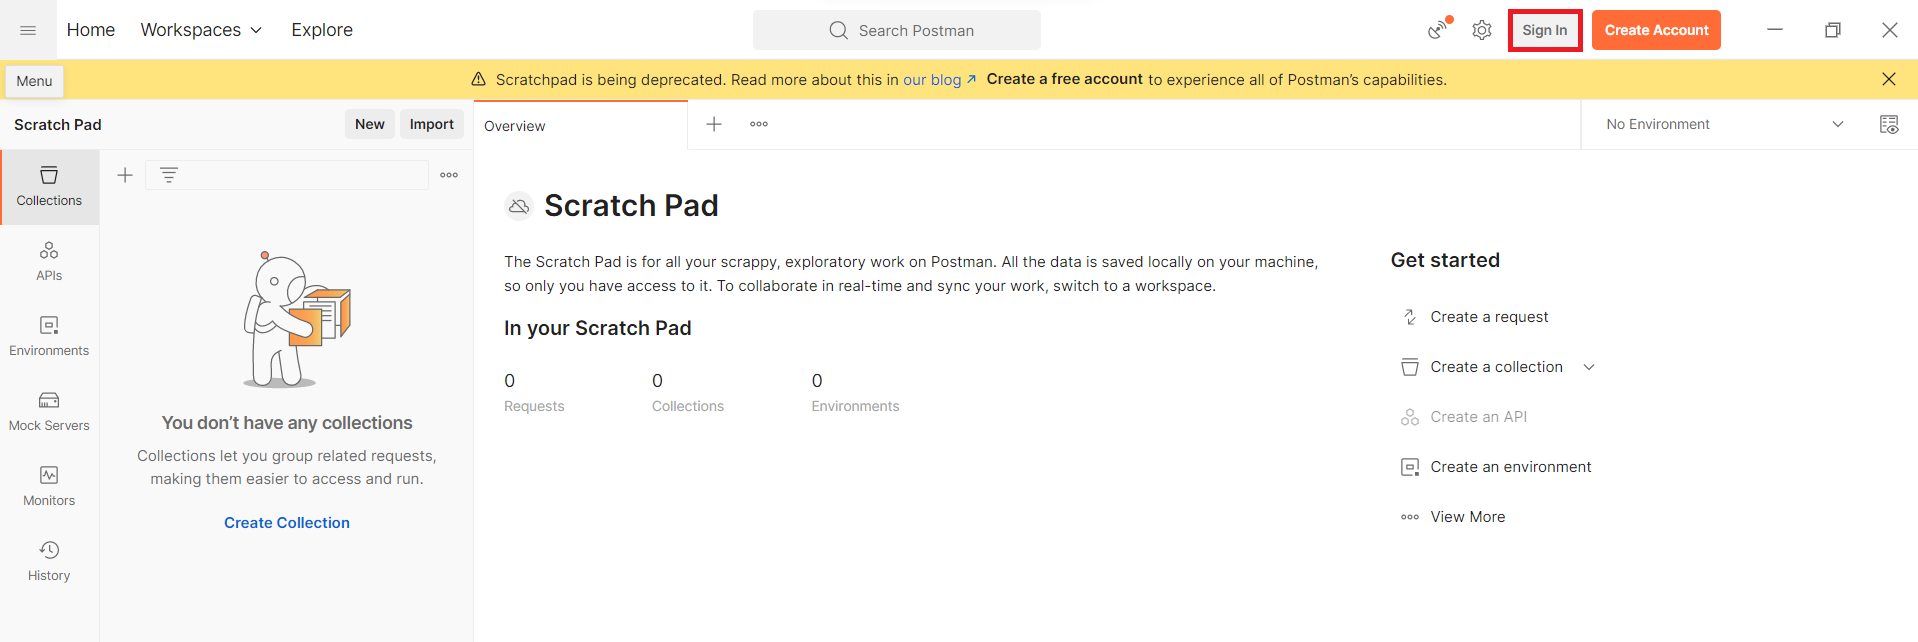 Home
Workspaces
Explore
Search Postman
Sign In
Create Account
Menu
Scratchpad is being deprecated. Read more about this in our blog ↗ Create a free account to experience all of Postman’s capabilities.
Scratch Pad
New
Import
Overview
No Environment
Collections
APIs
Environments
Mock Servers
Monitors
History
You don’t have any collections
Collections let you group related requests,
making them easier to access and run.
Create Collection
Scratch Pad
The Scratch Pad is for all your scrappy, exploratory work on Postman. All the data is saved locally on your machine,
so only you have access to it. To collaborate in real-time and sync your work, switch to a workspace.
In your Scratch Pad
0
Requests
0
Collections
0
Environments
Get started
Create a request
Create a collection
Create an API
Create an environment
View More